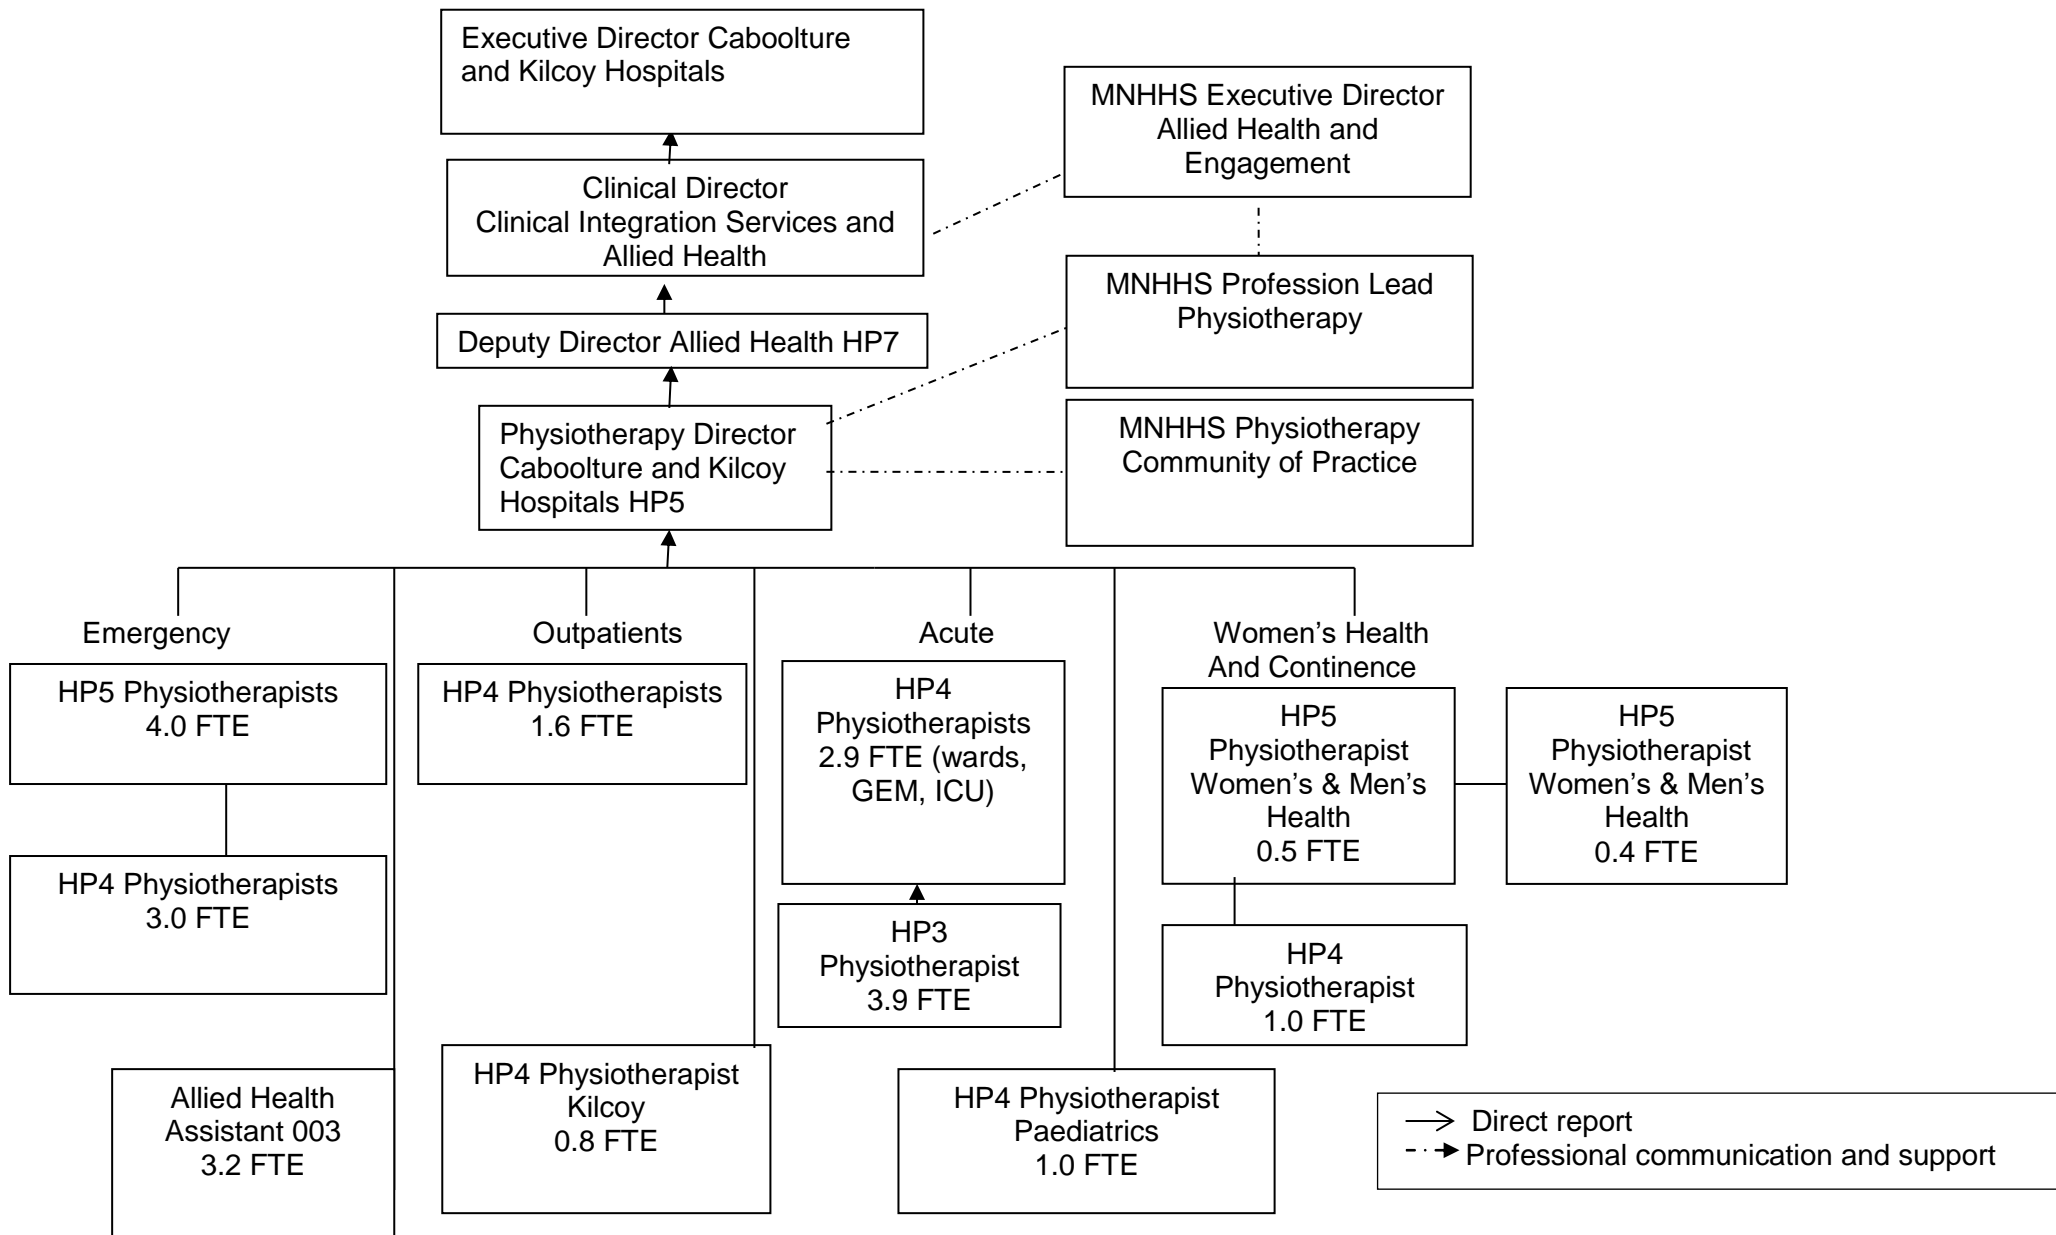 Executive Director Caboolture
and Kilcoy Hospitals
MNHHS Executive Director
Allied Health and
Engagement
Clinical Director
Clinical Integration Services and
Allied Health
MNHHS Profession Lead
Physiotherapy
Deputy Director Allied Health HP7
Physiotherapy Director
Caboolture and Kilcoy
Hospitals HP5
MNHHS Physiotherapy
Community of Practice
Emergency
HP5 Physiotherapists
4.0 FTE
HP4 Physiotherapists
3.0 FTE
Allied Health
Assistant 003
3.2 FTE
Outpatients
HP4 Physiotherapists
1.6 FTE
HP4 Physiotherapist
Kilcoy
0.8 FTE
Acute
HP4
Physiotherapists
2.9 FTE (wards,
GEM, ICU)
HP3
Physiotherapist
3.9 FTE
HP4 Physiotherapist
Paediatrics
1.0 FTE
Women’s Health
And Continence
HP5
Physiotherapist
Women’s & Men’s
Health
0.5 FTE
HP5
Physiotherapist
Women’s & Men’s
Health
0.4 FTE
HP4
Physiotherapist
1.0 FTE
Direct report
Professional communication and support